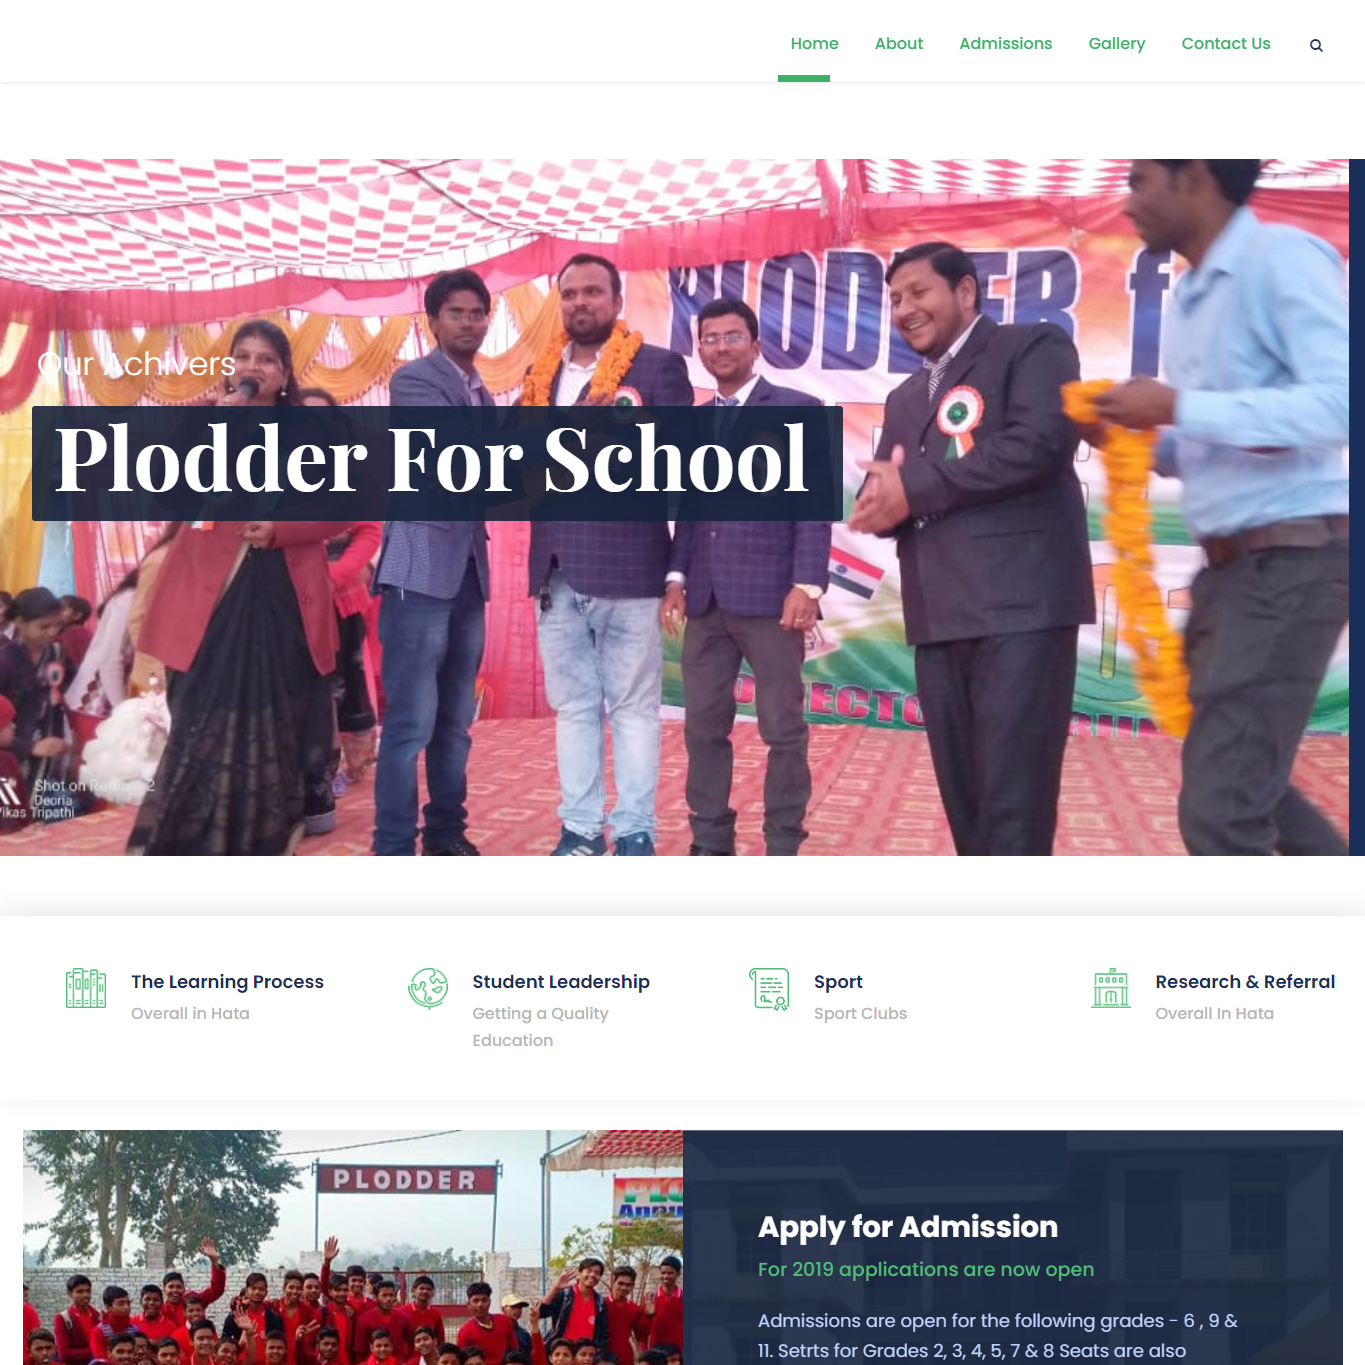 Home About Admissions Gallery Contact Us
PLODDER f
Our Achivers
Plodder For School
Shot on
Deoria
Vikas Tripathi
The Learning Process
Overall in Hata
Student Leadership
Getting a Quality
Education
Sport
Sport Clubs
Research & Referral
Overall In Hata
PLODDER
Apply for Admission
For 2019 applications are now open
Admissions are open for the following grades - 6 , 9 &
11. Setrts for Grades 2, 3, 4, 5, 7 & 8 Seats are also